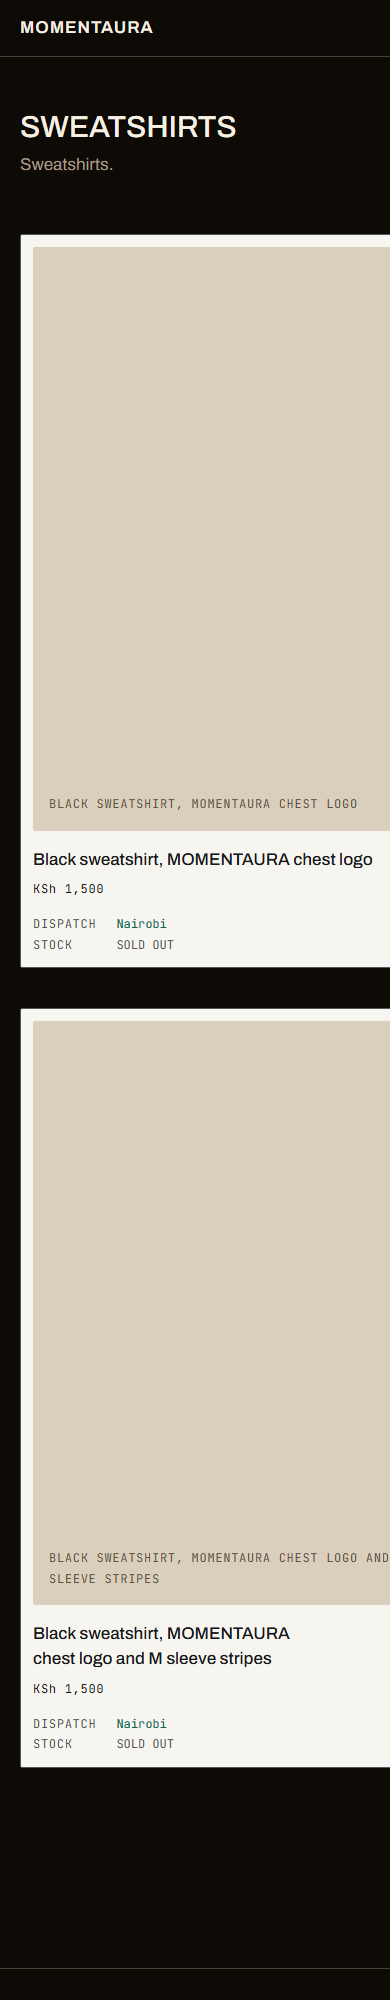 MOMENTAURA
SWEATSHIRTS
Sweatshirts.
BLACK SWEATSHIRT, MOMENTAURA CHEST LOGO
Black sweatshirt, MOMENTAURA chest logo
KSh 1,500
DISPATCH Nairobi
STOCK SOLD OUT
BLACK SWEATSHIRT, MOMENTAURA CHEST LOGO AND
SLEEVE STRIPES
Black sweatshirt, MOMENTAURA
chest logo and M sleeve stripes
KSh 1,500
DISPATCH Nairobi
STOCK SOLD OUT